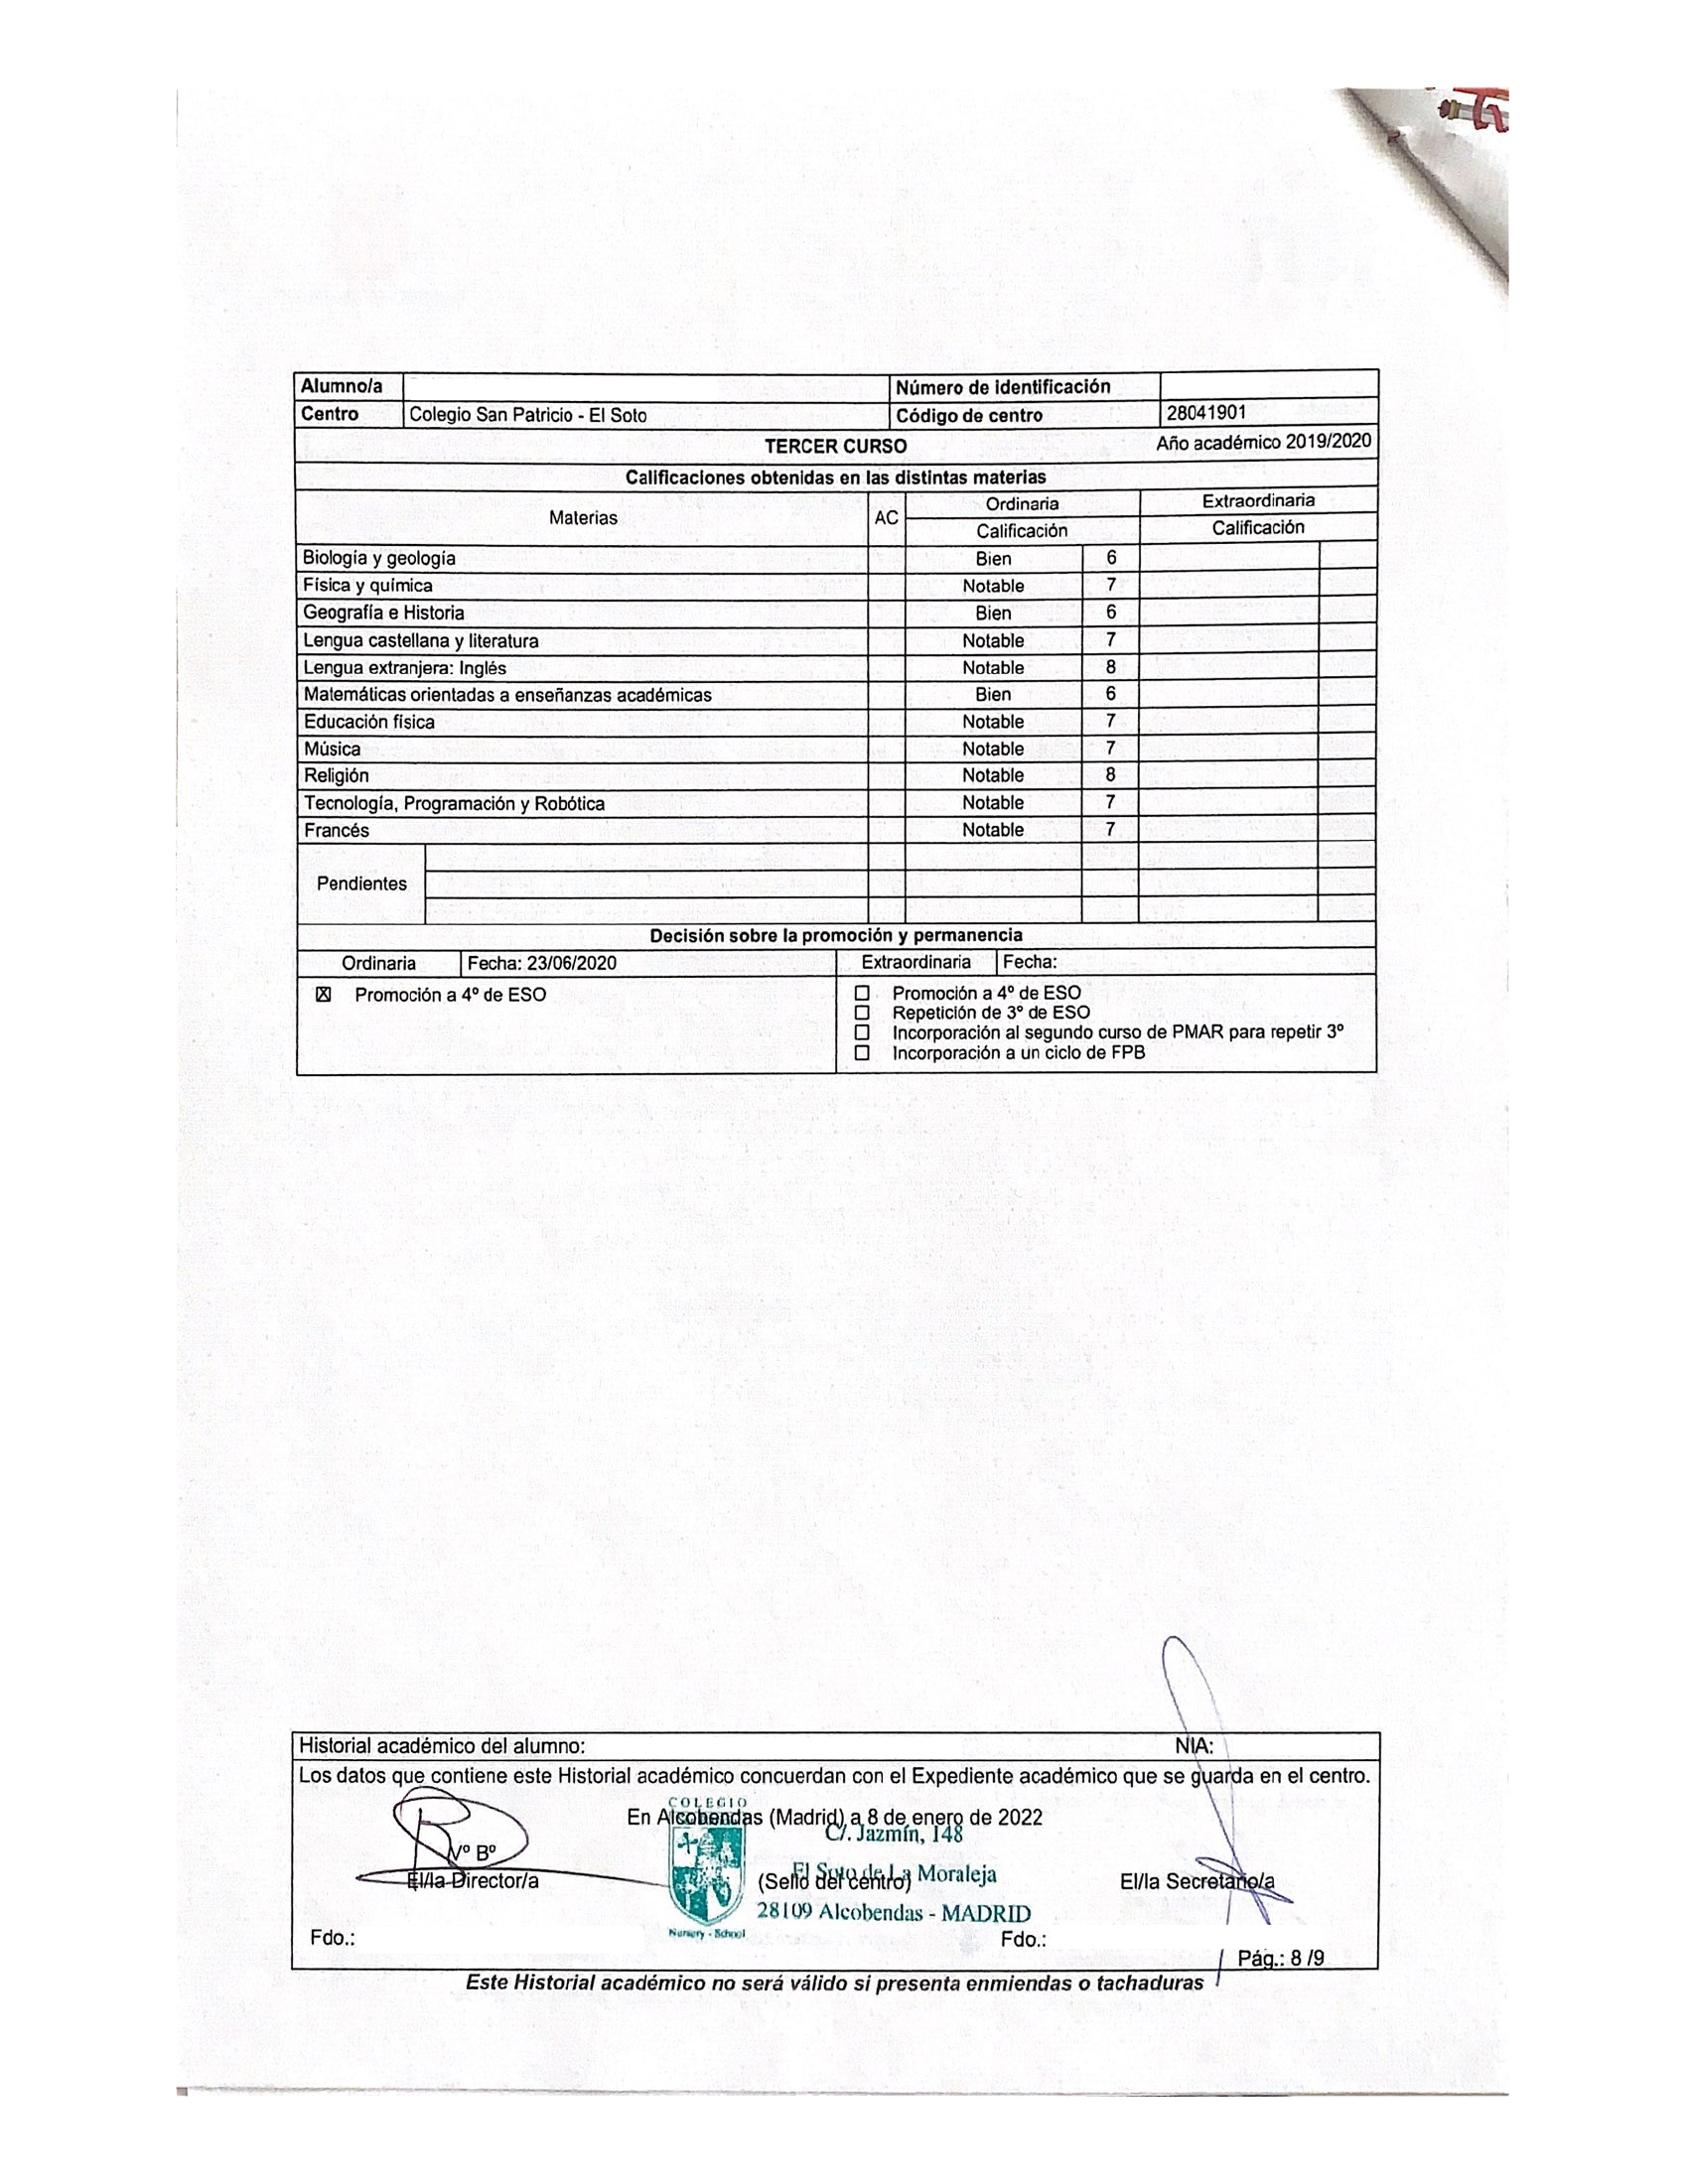 Alumno/a Número de identificación
Centro Colegio San Patricio - El Soto Código de centro 28041901
TERCER CURSO Año académico 2019/2020
Calificaciones obtenidas en las distintas materias
Materias AC Ordinaria Extraordinaria
Calificación Calificación
Biología y geología Bien 6
Física y química Notable 7
Geografía e Historia Bien 6
Lengua castellana y literatura Notable 7
Lengua extranjera: Inglés Notable 8
Matemáticas orientadas a enseñanzas académicas Bien 6
Educación física Notable 7
Música Notable 7
Religión Notable 8
Tecnología, Programación y Robótica Notable 7
Francés Notable 7
Pendientes
Decisión sobre la promoción y permanencia
Ordinaria Fecha: 23/06/2020 Extraordinaria Fecha:
☒ Promoción a 4º de ESO ☐ Promoción a 4º de ESO
☐ Repetición de 3º de ESO
☐ Incorporación al segundo curso de PMAR para repetir 3º
☐ Incorporación a un ciclo de FPB
Historial académico del alumno: NIA:
Los datos que contiene este Historial académico concuerdan con el Expediente académico que se guarda en el centro.
COLEGIO
En Alcobendas (Madrid) a 8 de enero de 2022
C/. Jazmín, 148
Vº Bº
El Soto de La Moraleja
El/la Director/a (Sello del centro) El/la Secretario/a
28109 Alcobendas - MADRID
Nursery - School
Fdo.: Fdo.:
Pág.: 8 /9
Este Historial académico no será válido si presenta enmiendas o tachaduras